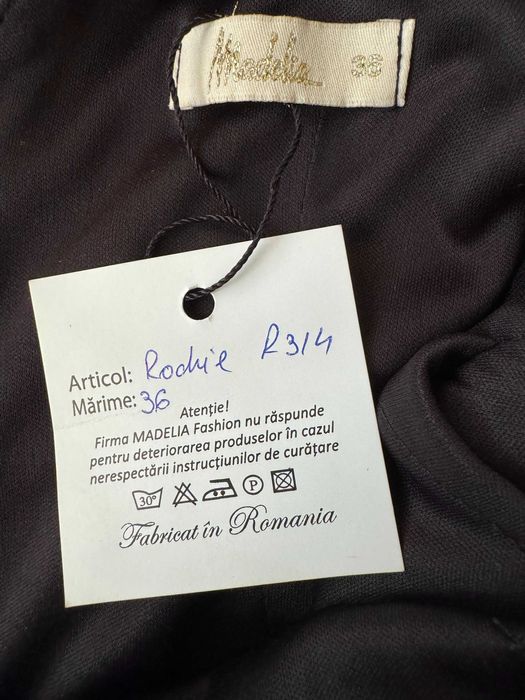 Madelia 36
Articol: Rochie R314
Mărime: 36
Atenție!
Firma MADELIA Fashion nu răspunde
pentru deteriorarea produselor în cazul
nerespectării instrucțiunilor de curățare
30° P
Fabricat în Romania